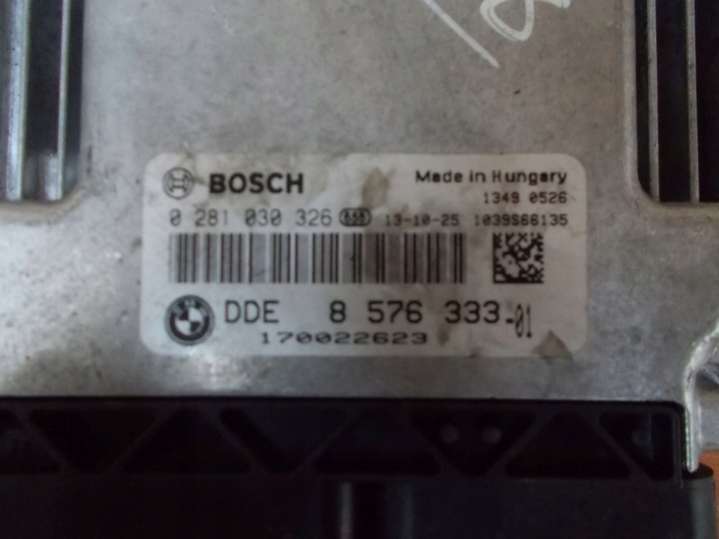 BOSCH
Made in Hungary
1349 0526
0 281 030 326 13-10-25 1039S66135
DDE 8 576 333-01
170022623